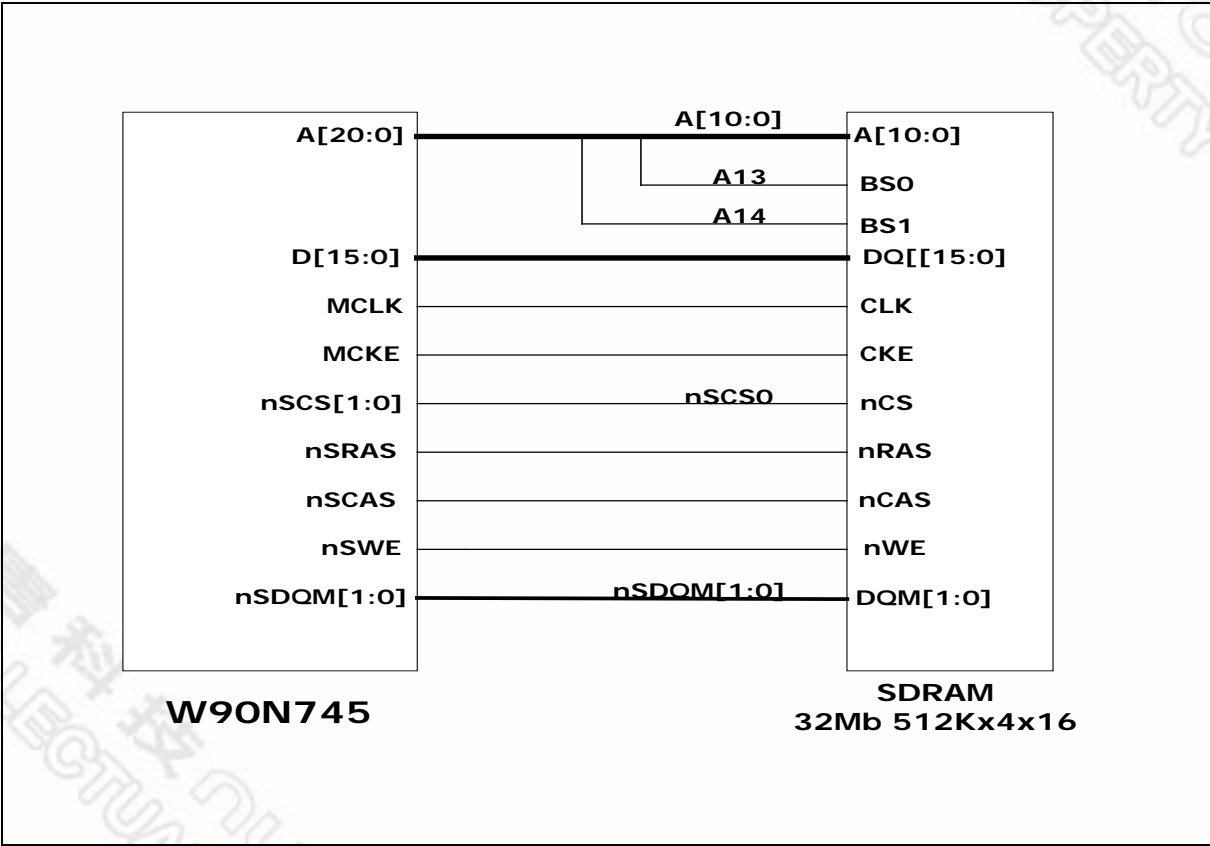 A[10:0]
A[20:0] A[10:0]
A13 BS0
A14 BS1
D[15:0] DQ[[15:0]
MCLK CLK
MCKE CKE
nSCS[1:0] nSCS0 nCS
nSRAS nRAS
nSCAS nCAS
nSWE nWE
nSDQM[1:0] nSDQM[1:0] DQM[1:0]
W90N745
SDRAM
32Mb 512Kx4x16
科技